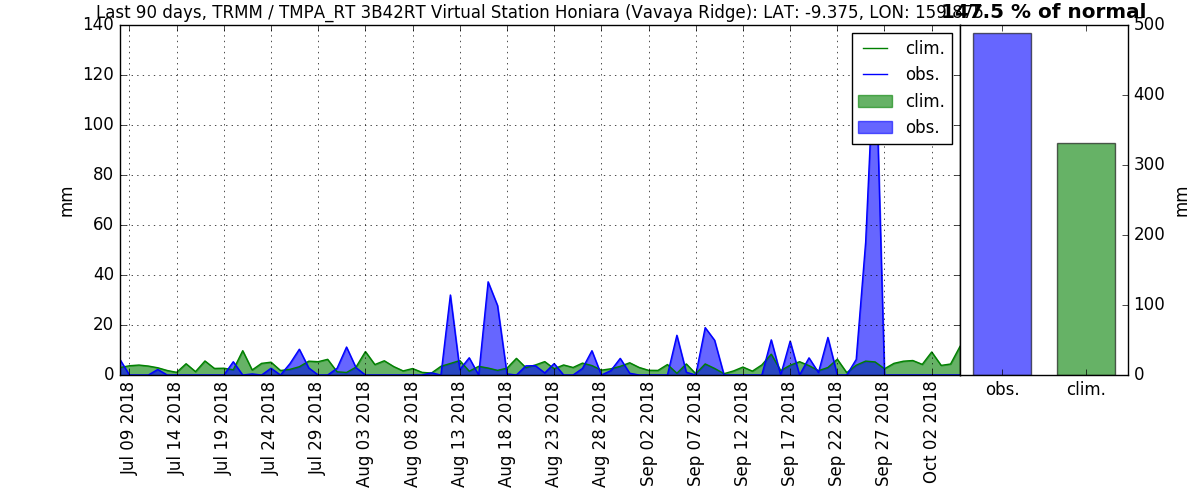 Last 90 days, TRMM / TMPA_RT 3B42RT Virtual Station Honiara (Vavaya Ridge): LAT: -9.375, LON:
147.5 % of normal
140
120
100
80
60
40
20
0
mm
clim.
obs.
clim.
obs.
Jul 09 2018
Jul 14 2018
Jul 19 2018
Jul 24 2018
Jul 29 2018
Aug 03 2018
Aug 08 2018
Aug 13 2018
Aug 18 2018
Aug 23 2018
Aug 28 2018
Sep 02 2018
Sep 07 2018
Sep 12 2018
Sep 17 2018
Sep 22 2018
Sep 27 2018
Oct 02 2018
500
400
300
200
100
0
mm
obs.
clim.